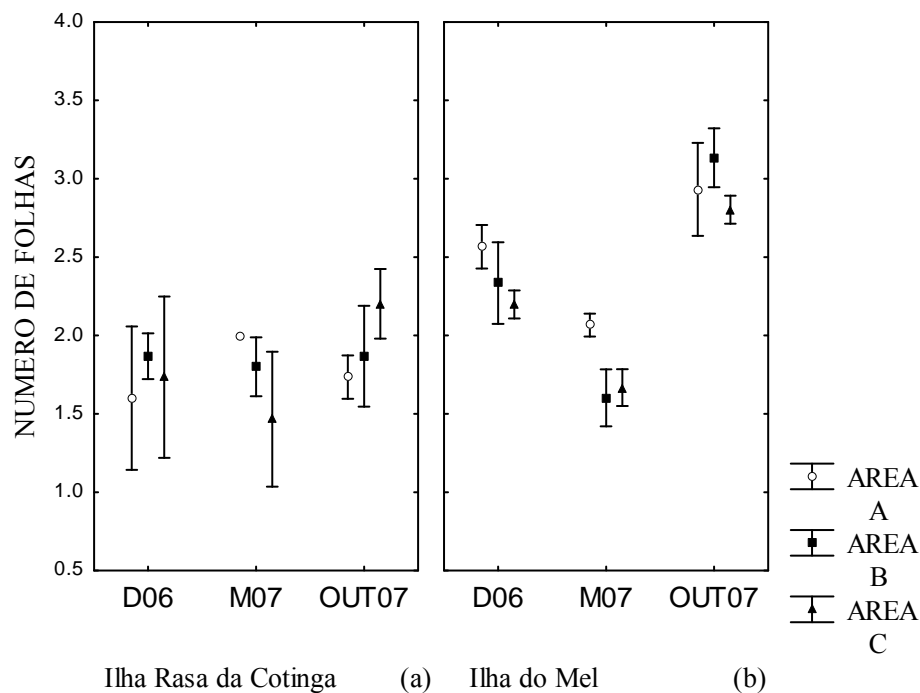 NUMERO DE FOLHAS
4.0
3.5
3.0
2.5
2.0
1.5
1.0
0.5
D06 M07 OUT07 D06 M07 OUT07
AREA
A
AREA
B
AREA
C
Ilha Rasa da Cotinga (a) Ilha do Mel (b)